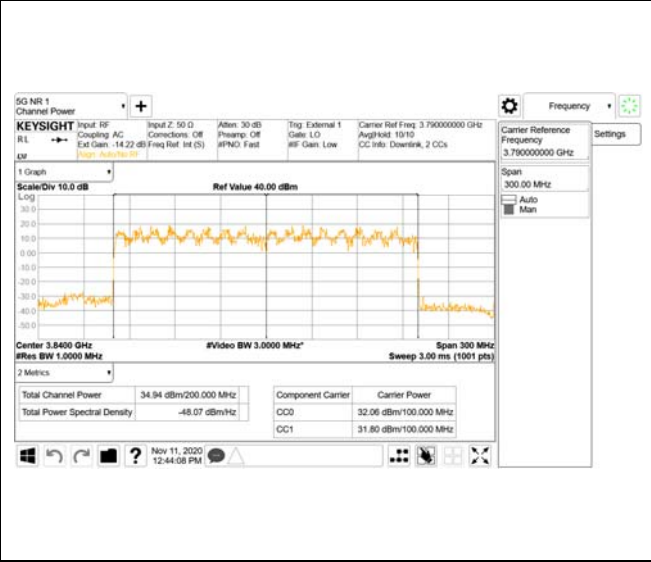 5G NR 1
Channel Power
Frequency
KEYSIGHT
Input: RF
Input Z: 50 Ω
Atten: 30 dB
Trig: External 1
Carrier Ref Freq: 3.790000000 GHz
RL
Coupling: AC
Corrections: Off
Preamp: Off
Gate: LO
Avg|Hold: 10/10
Ext Gain: -14.22 dB
Freq Ref: Int (S)
#PNO: Fast
#IF Gain: Low
CC Info: Downlink, 2 CCs
Align: Auto/No RF
LXI
Carrier Reference
Frequency
3.790000000 GHz
Settings
Span
300.00 MHz
Auto
Man
1 Graph
Scale/Div 10.0 dB
Ref Value 40.00 dBm
Log
30.0
20.0
10.0
0.00
-10.0
-20.0
-30.0
-40.0
-50.0
Center 3.8400 GHz
#Video BW 3.0000 MHz*
Span 300 MHz
#Res BW 1.0000 MHz
Sweep 3.00 ms (1001 pts)
2 Metrics
Total Channel Power
34.94 dBm/200.000 MHz
Total Power Spectral Density
-48.07 dBm/Hz
Component Carrier
Carrier Power
CC0
32.06 dBm/100.000 MHz
CC1
31.80 dBm/100.000 MHz
?
Nov 11, 2020
12:44:08 PM